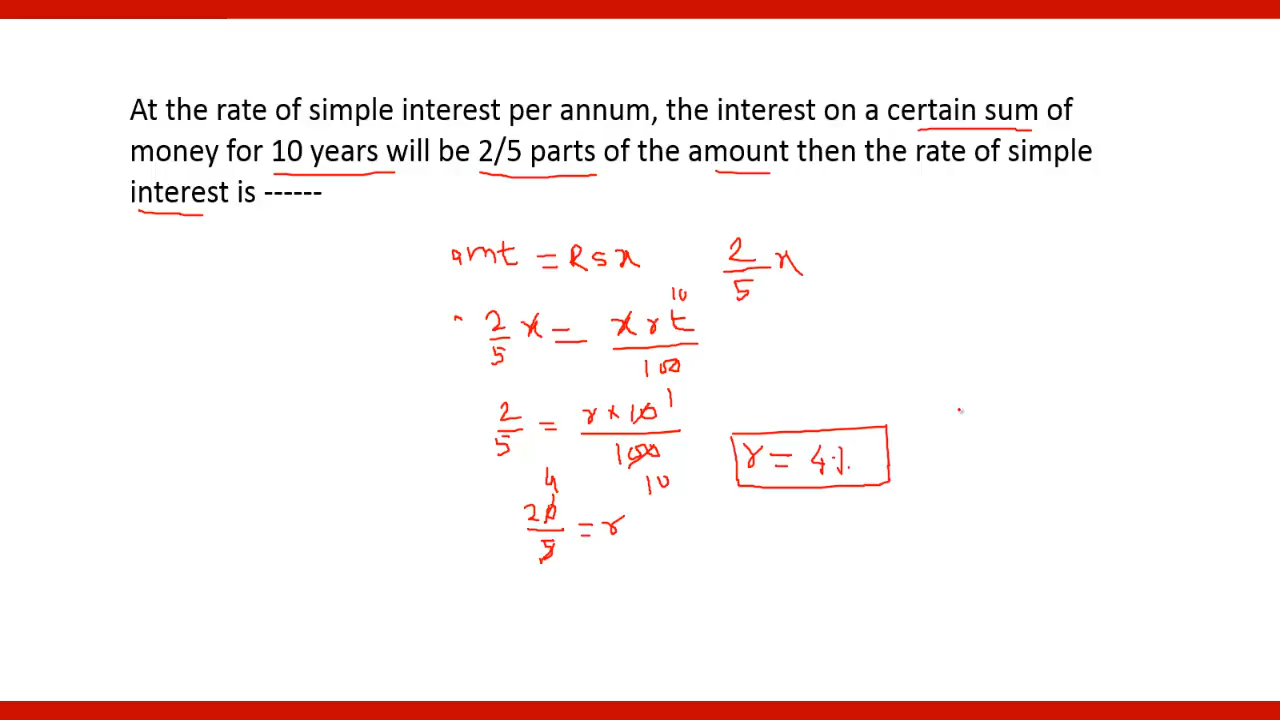 At the rate of simple interest per annum, the interest on a certain sum of
money for 10 years will be 2/5 parts of the amount then the rate of simple
interest is ------
amt = Rs x 2/5 x
2/5 x = x r t/100 10
2/5 = r × 10/100 1 10
20/5 = r 4
r = 4%